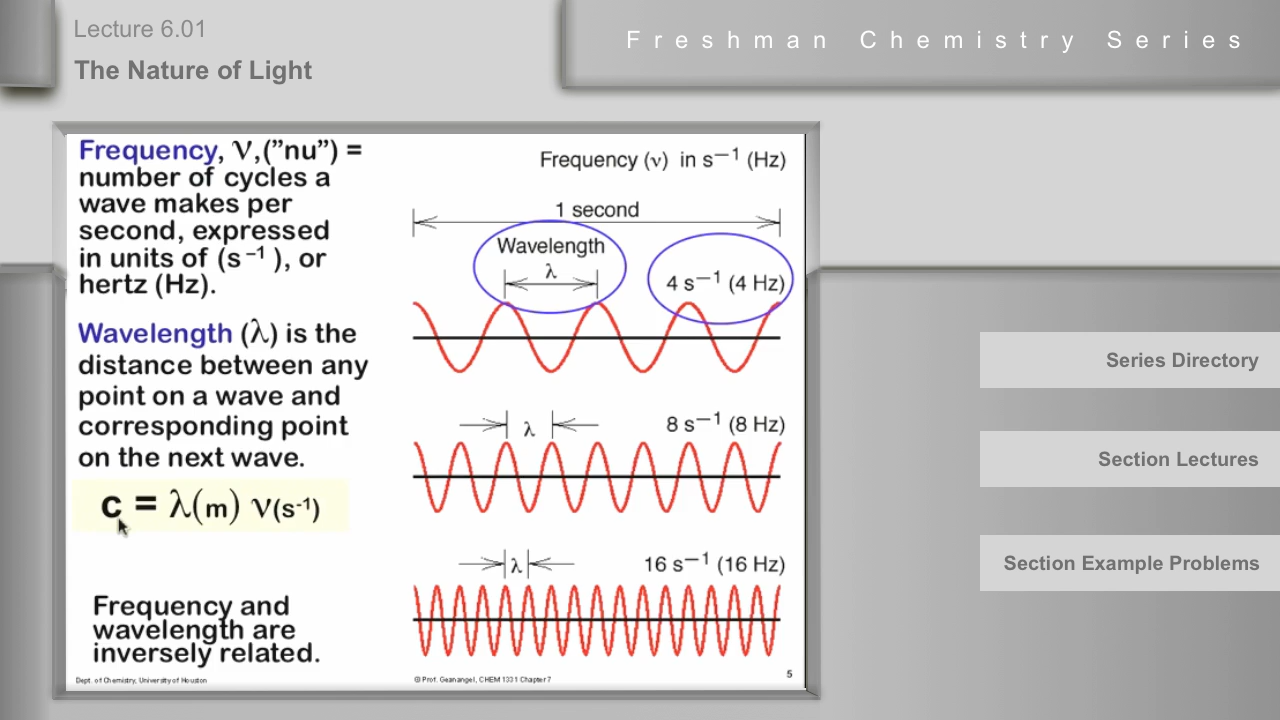 Lecture 6.01
The Nature of Light
Freshman Chemistry Series
Frequency, ν,("nu") =
number of cycles a
wave makes per
second, expressed
in units of (s⁻¹ ), or
hertz (Hz).
Wavelength (λ) is the
distance between any
point on a wave and
corresponding point
on the next wave.
c = λ(m) ν(s⁻¹)
Frequency and
wavelength are
inversely related.
Frequency (ν) in s⁻¹ (Hz)
1 second
Wavelength
λ
4 s⁻¹ (4 Hz)
λ
8 s⁻¹ (8 Hz)
λ
16 s⁻¹ (16 Hz)
Dept. of Chemistry, University of Houston
© Prof. Geanangel, CHEM 1331 Chapter 7
5
Series Directory
Section Lectures
Section Example Problems